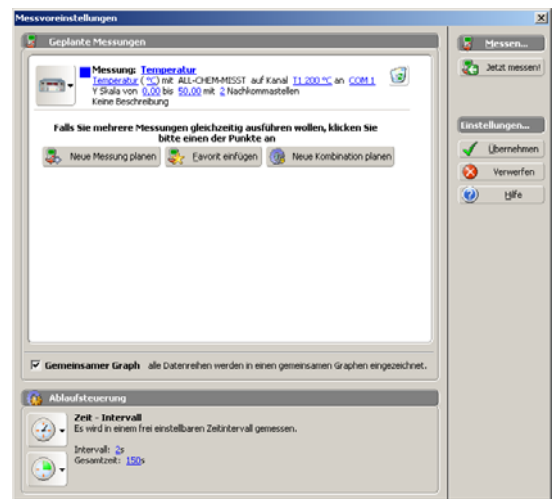 Messvoreinstellungen
Geplante Messungen
Messung: Temperatur
Temperatur ( °C) mit ALL-CHEM-MISST auf Kanal T1 200 °C an COM 1
Y Skala von 0,00 bis 50,00 mit 2 Nachkommastellen
Keine Beschreibung
Falls Sie mehrere Messungen gleichzeitig ausführen wollen, klicken Sie
bitte einen der Punkte an
Neue Messung planen
Favorit einfügen
Neue Kombination planen
Gemeinsamer Graph alle Datenreihen werden in einen gemeinsamen Graphen eingezeichnet.
Ablaufsteuerung
Zeit - Intervall
Es wird in einem frei einstellbaren Zeitintervall gemessen.
Intervall: 2s
Gesamtzeit: 150s
Messen...
Jetzt messen!
Einstellungen...
Übernehmen
Verwerfen
Hilfe